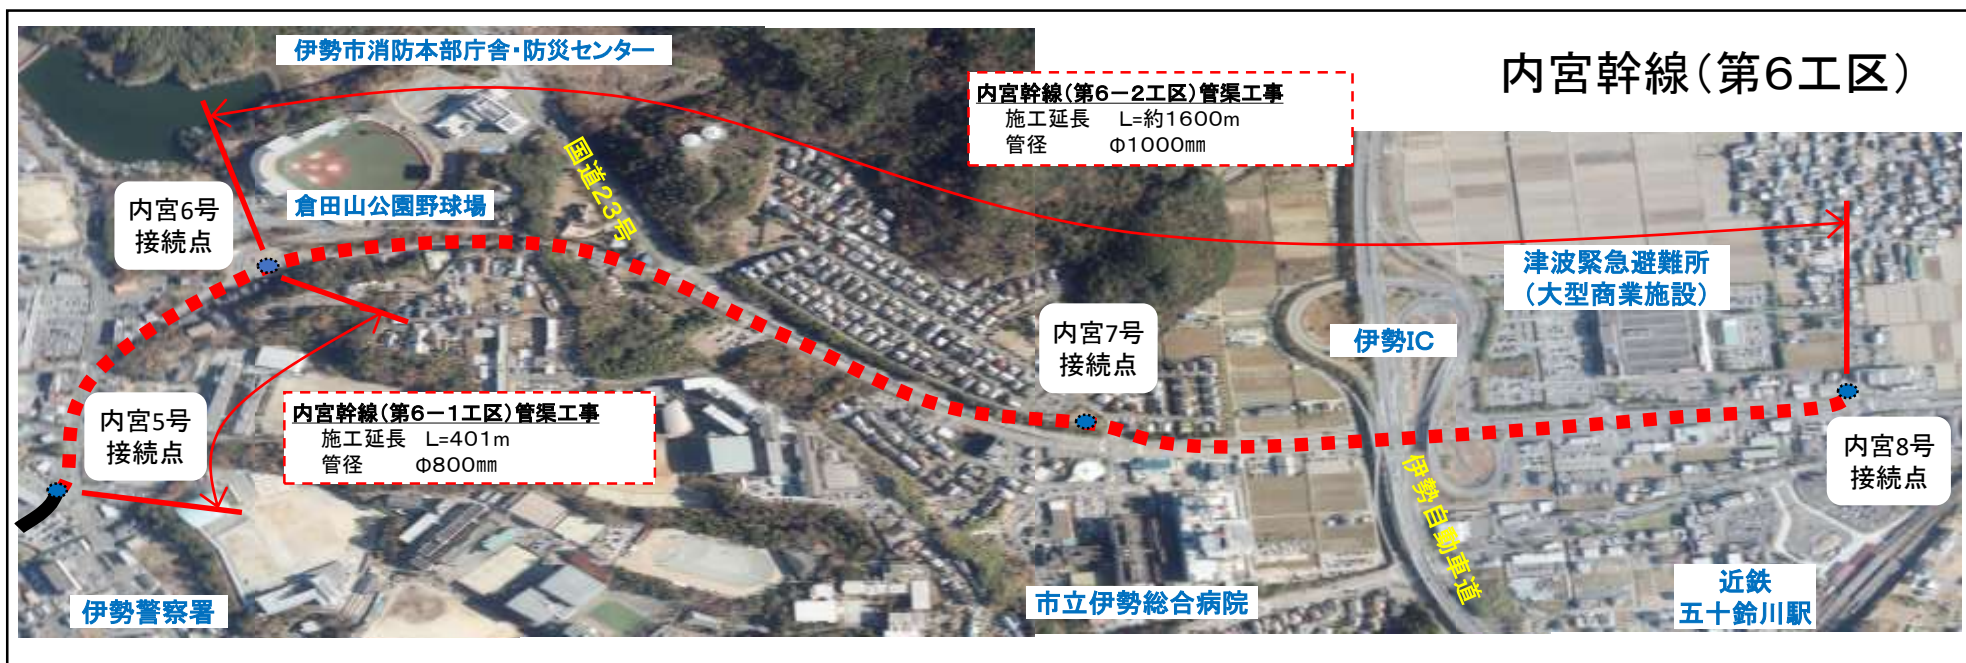 内宮幹線(第6工区)
伊勢市消防本部庁舎・防災センター
内宮幹線(第6-2工区)管渠工事
施工延長 L=約1600m
管径 Φ1000㎜
国道23号
内宮6号
接続点
倉田山公園野球場
津波緊急避難所
(大型商業施設)
内宮7号
接続点
伊勢IC
内宮5号
接続点
内宮幹線(第6-1工区)管渠工事
施工延長 L=401m
管径 Φ800㎜
内宮8号
接続点
伊勢自動車道
伊勢警察署
市立伊勢総合病院
近鉄
五十鈴川駅